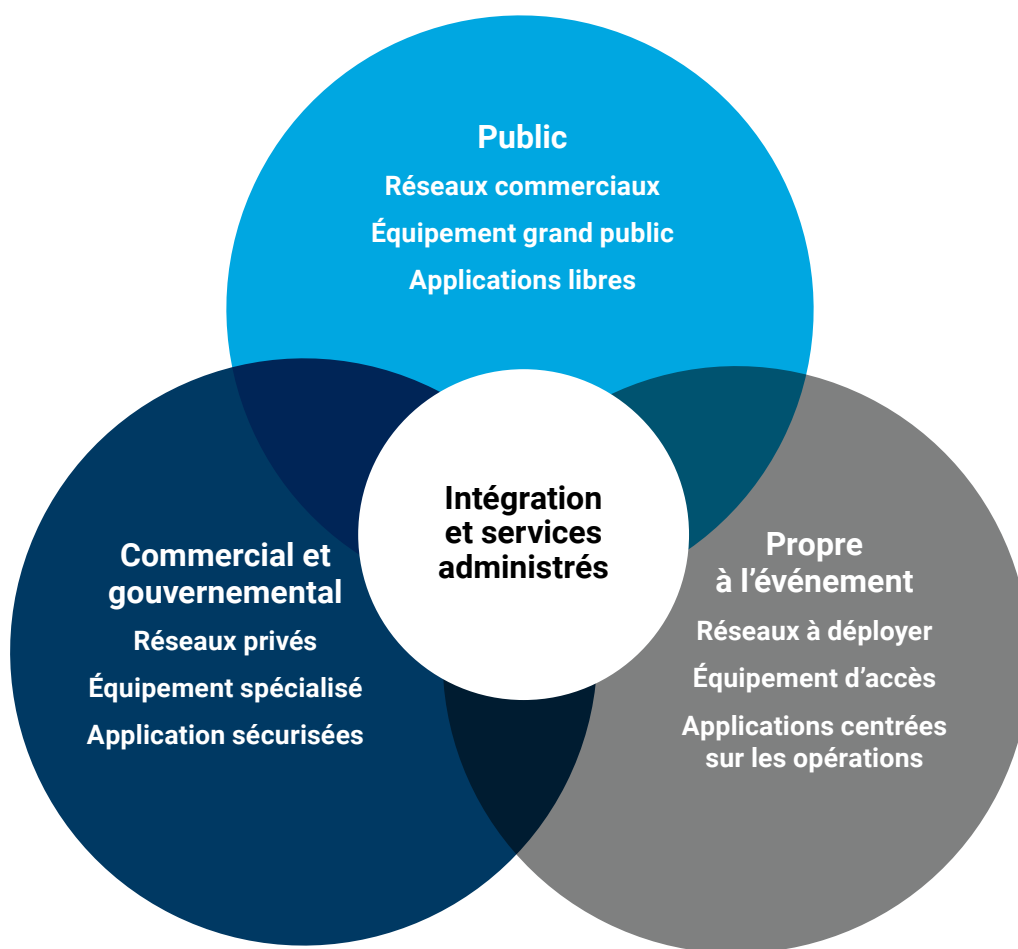 Public
Réseaux commerciaux
Équipement grand public
Applications libres
Intégration
et services
administrés
Commercial et
gouvernemental
Réseaux privés
Équipement spécialisé
Application sécurisées
Propre
à l’événement
Réseaux à déployer
Équipement d’accès
Applications centrées
sur les opérations